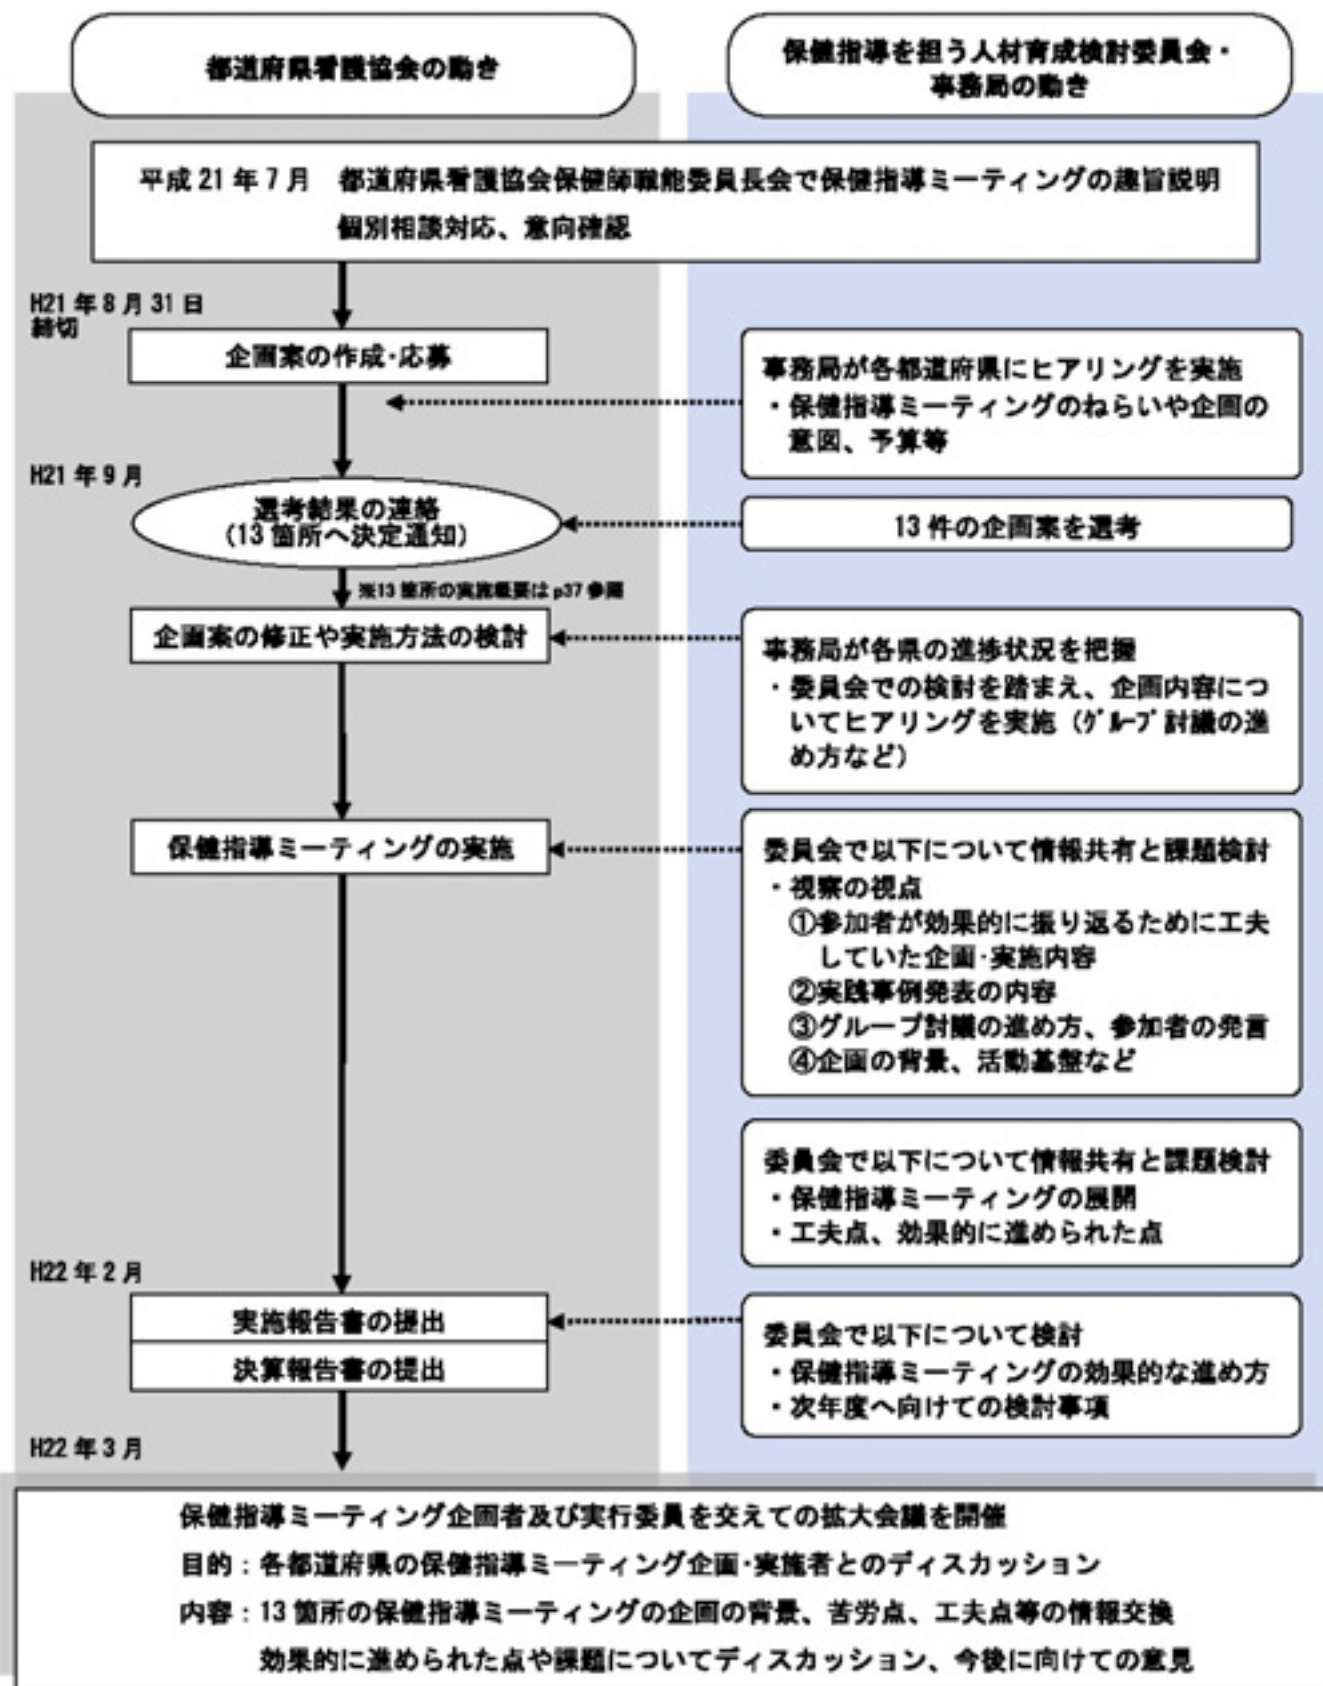 都道府県看護協会の動き
保健指導を担う人材育成検討委員会・
事務局の動き
平成21年7月 都道府県看護協会保健師職能委員長会で保健指導ミーティングの趣旨説明
個別相談対応、意向確認
H21年8月31日
締切
企画案の作成・応募
事務局が各都道府県にヒアリングを実施
・保健指導ミーティングのねらいや企画の
意図、予算等
H21年9月
選考結果の連絡
(13箇所へ決定通知)
13件の企画案を選考
※13箇所の実施概要はp37参照
企画案の修正や実施方法の検討
事務局が各県の進捗状況を把握
・委員会での検討を踏まえ、企画内容につ
いてヒアリングを実施（ｸﾞﾙｰﾌﾟ討議の進
め方など）
保健指導ミーティングの実施
委員会で以下について情報共有と課題検討
・視察の視点
①参加者が効果的に振り返るために工夫
していた企画・実施内容
②実践事例発表の内容
③グループ討議の進め方、参加者の発言
④企画の背景、活動基盤など
委員会で以下について情報共有と課題検討
・保健指導ミーティングの展開
・工夫点、効果的に進められた点
H22年2月
実施報告書の提出
決算報告書の提出
委員会で以下について検討
・保健指導ミーティングの効果的な進め方
・次年度へ向けての検討事項
H22年3月
保健指導ミーティング企画者及び実行委員を交えての拡大会議を開催
目的：各都道府県の保健指導ミーティング企画・実施者とのディスカッション
内容：13箇所の保健指導ミーティングの企画の背景、苦労点、工夫点等の情報交換
効果的に進められた点や課題についてディスカッション、今後に向けての意見